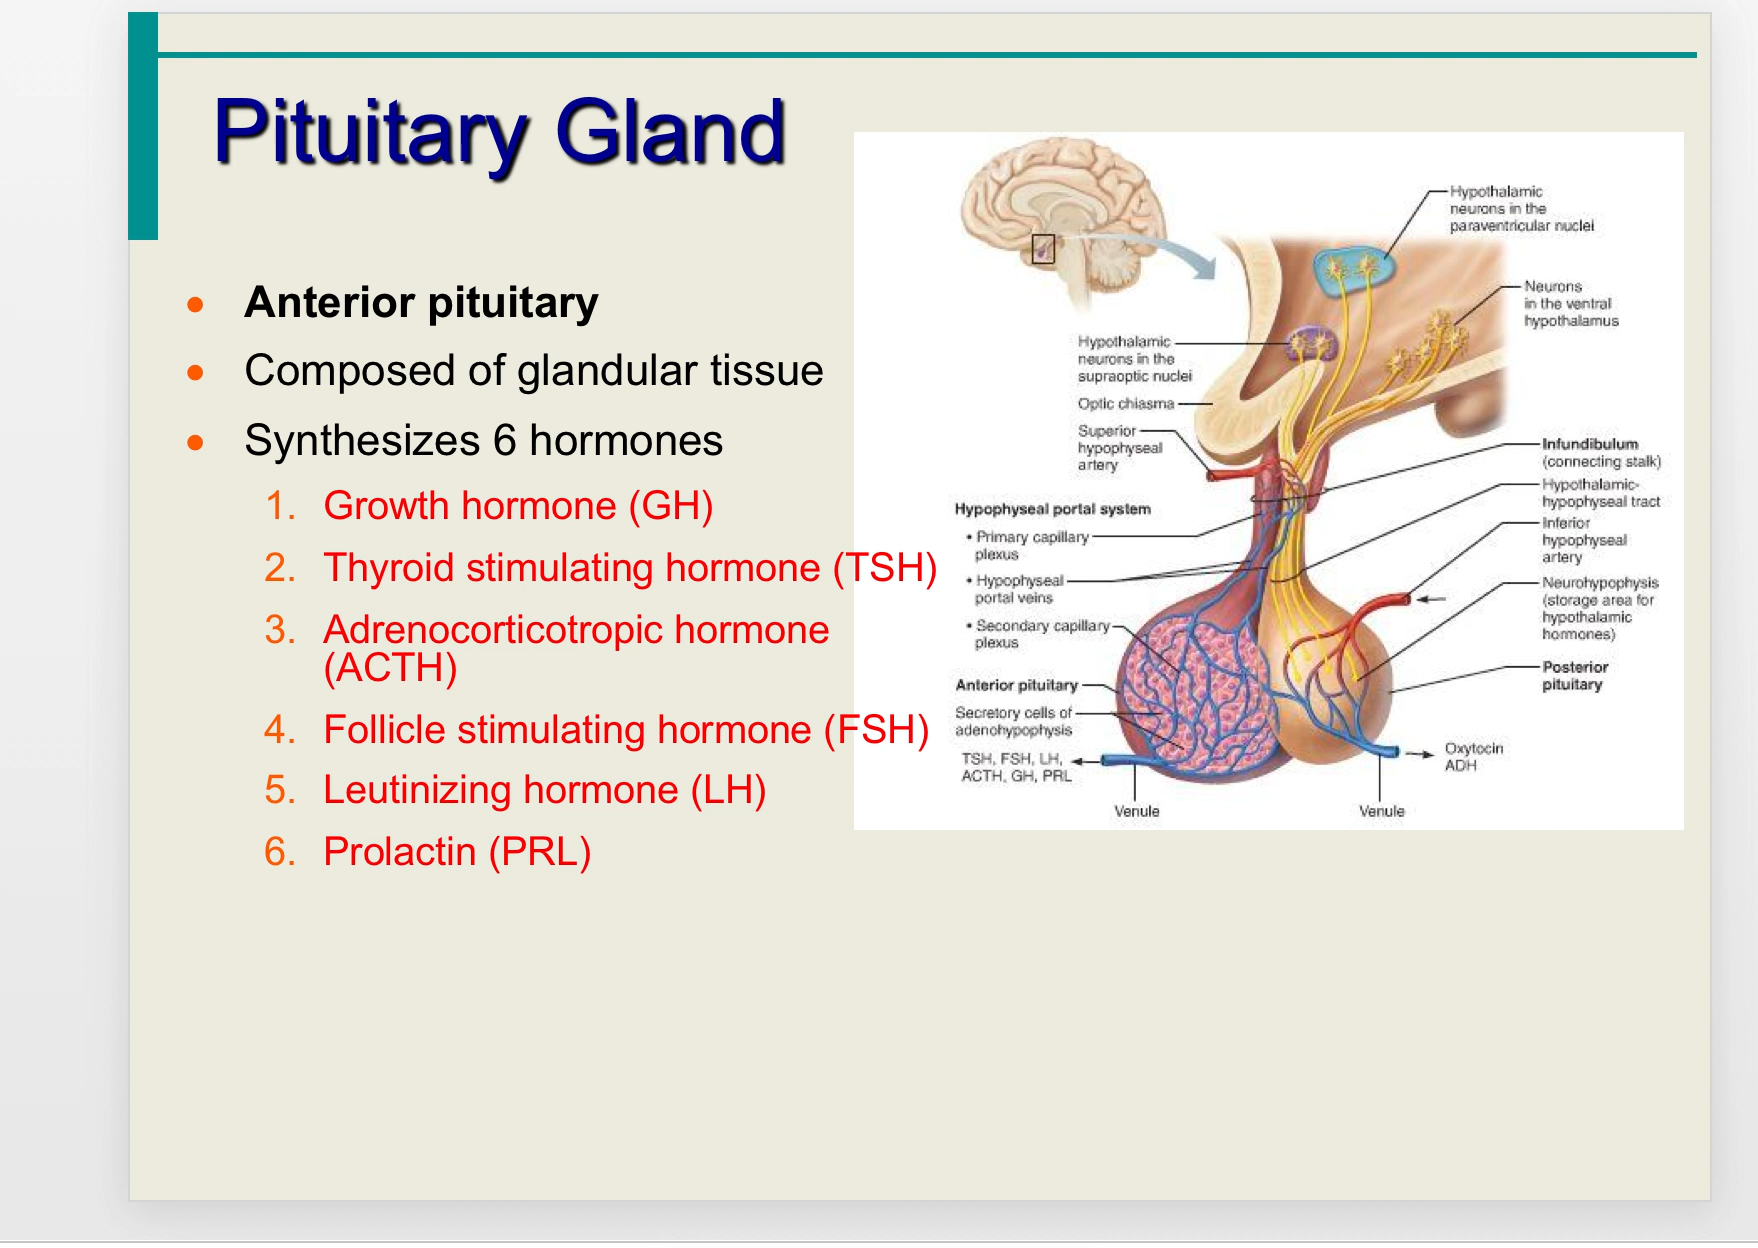 Pituitary Gland
• Anterior pituitary
• Composed of glandular tissue
• Synthesizes 6 hormones
1. Growth hormone (GH)
2. Thyroid stimulating hormone (TSH)
3. Adrenocorticotropic hormone
(ACTH)
4. Follicle stimulating hormone (FSH)
5. Leutinizing hormone (LH)
6. Prolactin (PRL)
Hypothalamic
neurons in the
paraventricular nuclei
Neurons
in the ventral
hypothalamus
Hypothalamic
neurons in the
supraoptic nuclei
Optic chiasma
Superior
hypophyseal
artery
Hypophyseal portal system
• Primary capillary
plexus
• Hypophyseal
portal veins
• Secondary capillary
plexus
Anterior pituitary
Secretory cells of
adenohypophysis
TSH, FSH, LH,
ACTH, GH, PRL
Venule
Infundibulum
(connecting stalk)
Hypothalamic-
hypophyseal tract
Inferior
hypophyseal
artery
Neurohypophysis
(storage area for
hypothalamic
hormones)
Posterior
pituitary
Oxytocin
ADH
Venule